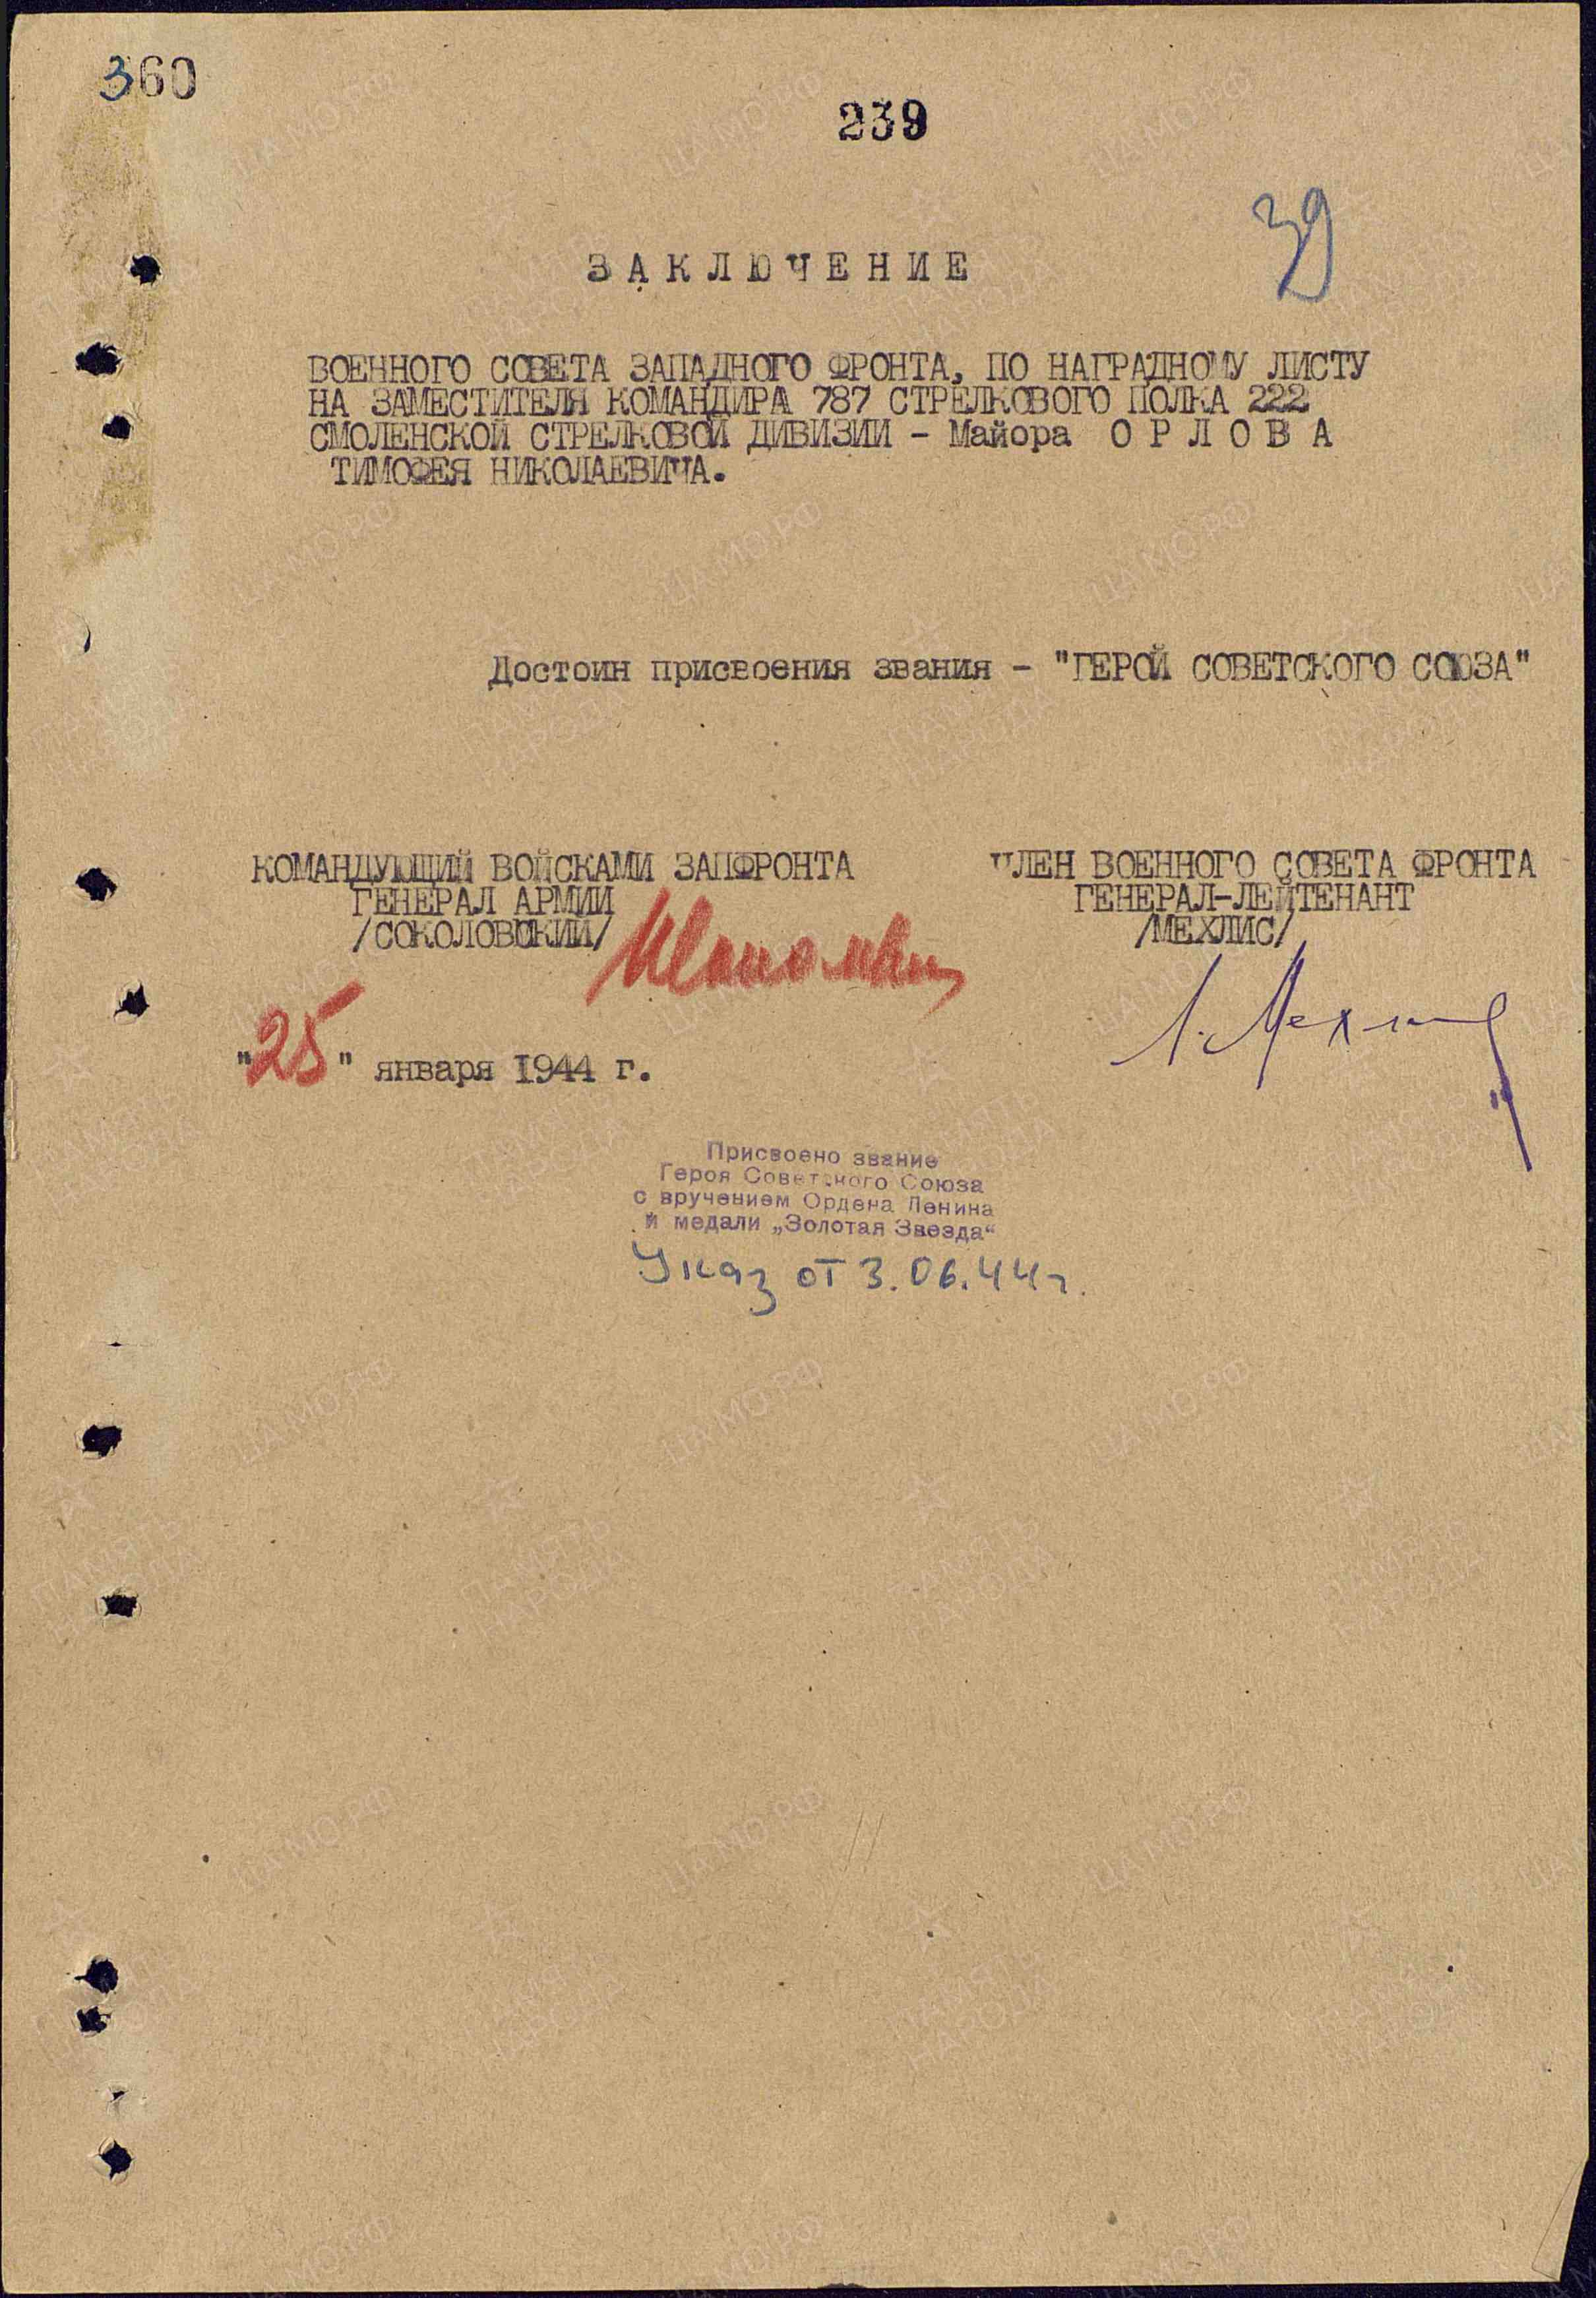 360
239
39
ЗАКЛЮЧЕНИЕ
ВОЕННОГО СОВЕТА ЗАПАДНОГО ФРОНТА, ПО НАГРАДНОМУ ЛИСТУ
НА ЗАМЕСТИТЕЛЯ КОМАНДИРА 787 СТРЕЛКОВОГО ПОЛКА 222
СМОЛЕНСКОЙ СТРЕЛКОВОЙ ДИВИЗИИ - Майора ОРЛОВА
ТИМОФЕЯ НИКОЛАЕВИЧА.
Достоин присвоения звания - "ГЕРОЙ СОВЕТСКОГО СОЮЗА"
КОМАНДУЮЩИЙ ВОЙСКАМИ ЗАПФРОНТА
ГЕНЕРАЛ АРМИИ
/СОКОЛОВСКИЙ/
ЧЛЕН ВОЕННОГО СОВЕТА ФРОНТА
ГЕНЕРАЛ-ЛЕЙТЕНАНТ
/МЕХЛИС/
Л. Мехлис
"25" января 1944 г.
Присвоено звание
Героя Советского Союза
с вручением Ордена Ленина
и медали „Золотая Звезда“
Указ от 3.06.44г.